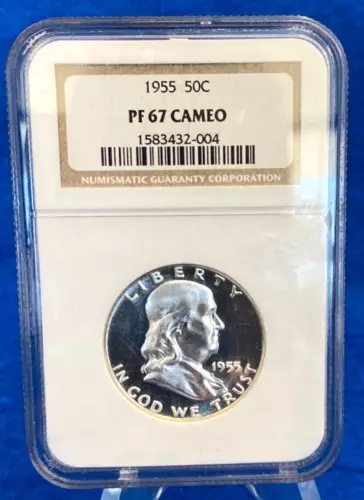 1955 50C
PF 67 CAMEO
1583432-004
NUMISMATIC GUARANTY CORPORATION
LIBERTY
1955
IN GOD WE TRUST